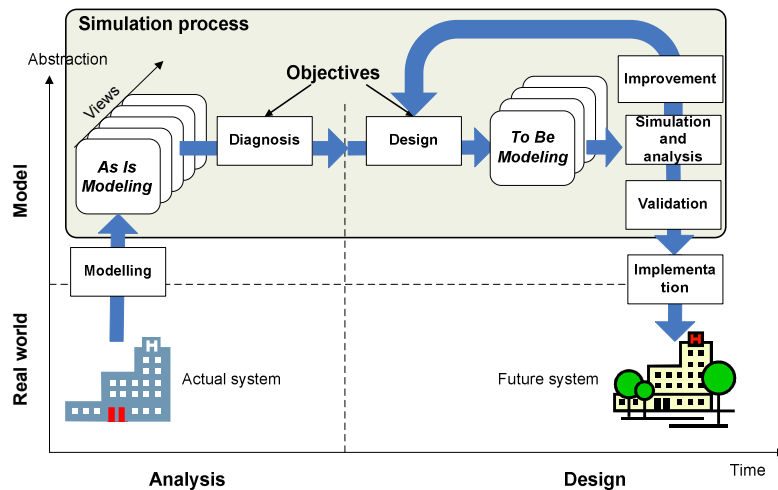 Simulation process
Abstraction
Views
Objectives
Improvement
Diagnosis
Design
As Is
Modeling
To Be
Modeling
Simulation
and
analysis
Validation
Model
Modelling
Implementa
tion
Real world
H
Actual system
Future system
H
Time
Analysis
Design